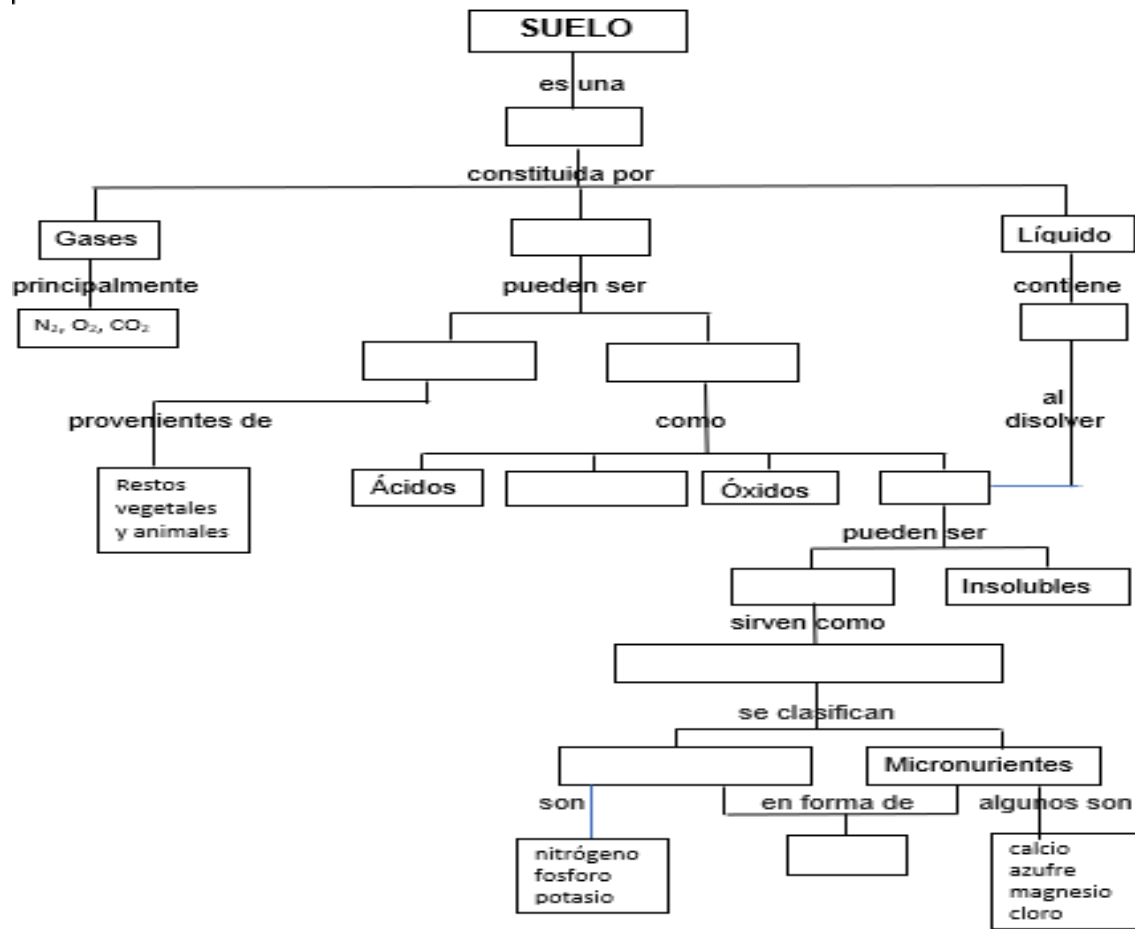 SUELO
es una
constituida por
Gases
Líquido
principalmente
pueden ser
contiene
N₂, O₂, CO₂
provenientes de
como
al
disolver
Restos
vegetales
y animales
Ácidos
Óxidos
pueden ser
Insolubles
sirven como
se clasifican
Micronurientes
son
en forma de
algunos son
nitrógeno
fosforo
potasio
calcio
azufre
magnesio
cloro